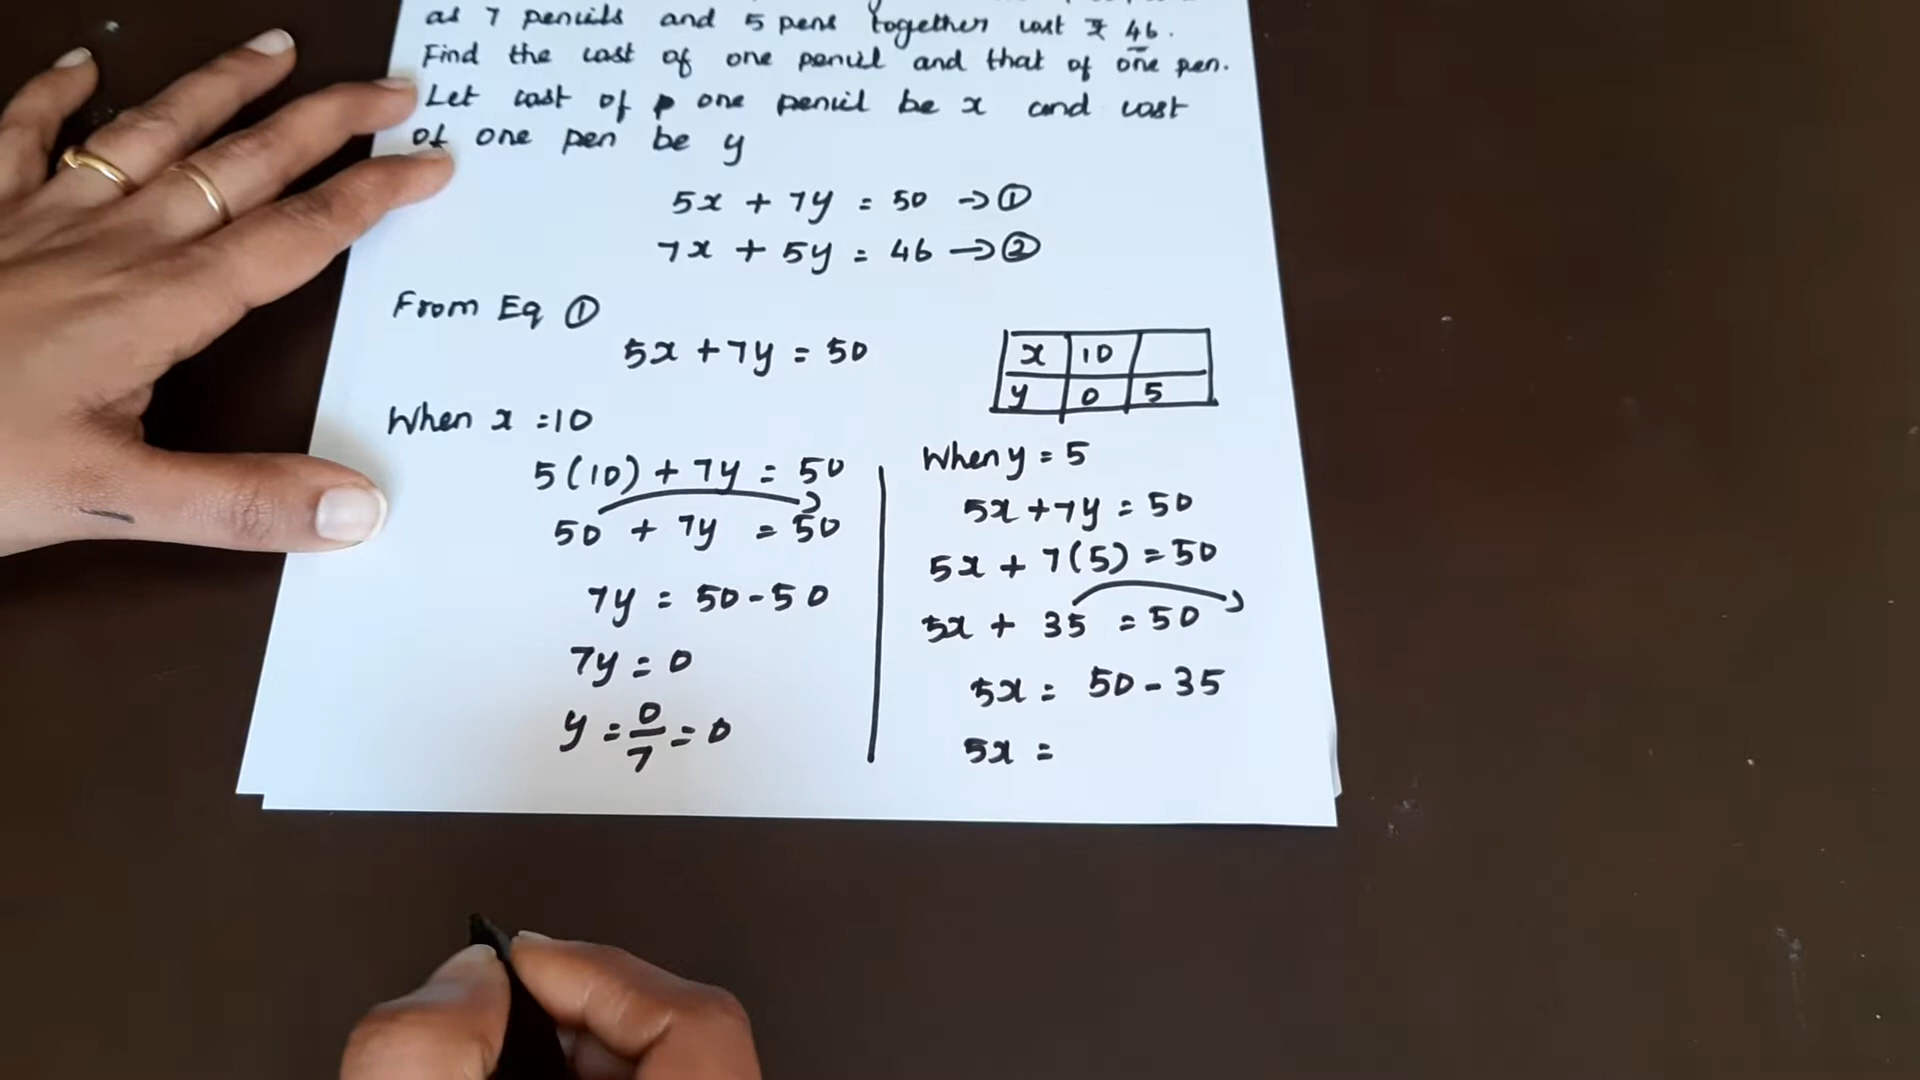 as 7 pencils and 5 pens together cost ₹ 46.
Find the cost of one pencil and that of one pen.
Let cost of one pencil be x and cost
of one pen be y
5x + 7y = 50 → ①
7x + 5y = 46 → ②
From Eq ①
5x + 7y = 50
x 10
y 0 5
When x = 10
5(10) + 7y = 50
50 + 7y = 50
7y = 50 - 50
7y = 0
y = 0/7 = 0
When y = 5
5x + 7y = 50
5x + 7(5) = 50
5x + 35 = 50
5x = 50 - 35
5x =